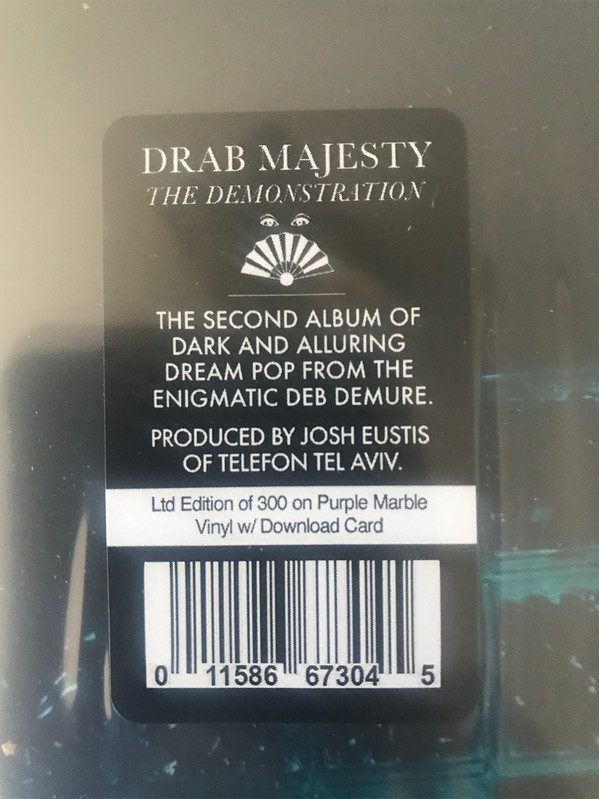 DRAB MAJESTY
THE DEMONSTRATION
THE SECOND ALBUM OF
DARK AND ALLURING
DREAM POP FROM THE
ENIGMATIC DEB DEMURE.
PRODUCED BY JOSH EUSTIS
OF TELEFON TEL AVIV.
Ltd Edition of 300 on Purple Marble
Vinyl w/ Download Card
0 11586 67304 5